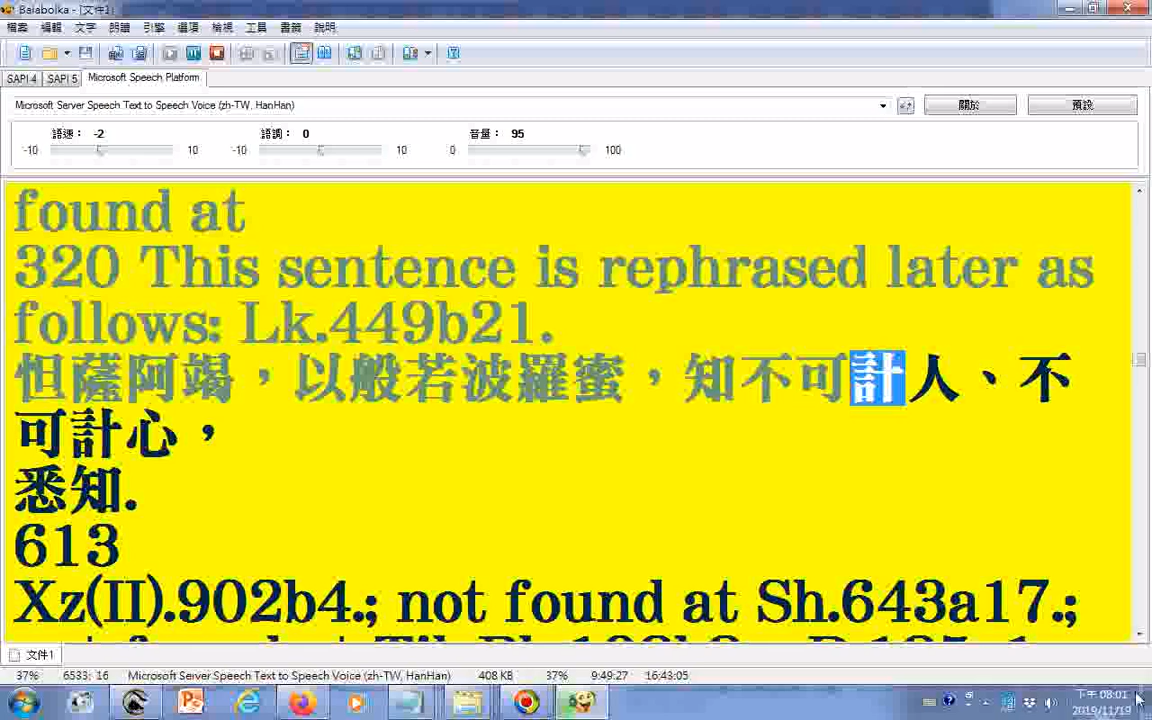 Balabolka - [文件1]
檔案 編輯 文字 朗讀 引擎 選項 檢視 工具 書籤 說明
SAPI 4 SAPI 5 Microsoft Speech Platform
Microsoft Server Speech Text to Speech Voice (zh-TW, HanHan) 關於 預設
語速： -2 語調： 0 音量： 95
-10 10 -10 10 0 100
found at
320 This sentence is rephrased later as
follows: Lk.449b21.
怛薩阿竭，以般若波羅蜜，知不可計人、不
可計心，
悉知.
613
Xz(II).902b4.; not found at Sh.643a17.;
文件1
37% 6533: 16 Microsoft Server Speech Text to Speech Voice (zh-TW, HanHan) 408 KB 37% 9:49:27 16:43:05
下午 08:01
2019/11/19